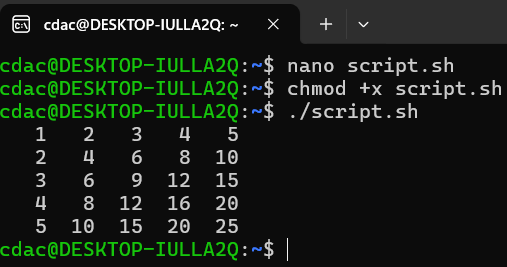 cdac@DESKTOP-IULLA2Q: ~
cdac@DESKTOP-IULLA2Q:~$ nano script.sh
cdac@DESKTOP-IULLA2Q:~$ chmod +x script.sh
cdac@DESKTOP-IULLA2Q:~$ ./script.sh
   1   2   3   4   5
   2   4   6   8  10
   3   6   9  12  15
   4   8  12  16  20
   5  10  15  20  25
cdac@DESKTOP-IULLA2Q:~$